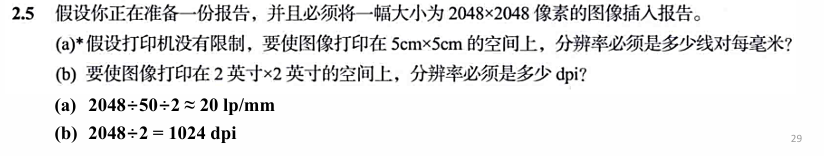 2.5 假设你正在准备一份报告，并且必须将一幅大小为 2048×2048 像素的图像插入报告。
(a)*假设打印机没有限制，要使图像打印在 5cm×5cm 的空间上，分辨率必须是多少线对每毫米?
(b) 要使图像打印在 2 英寸×2 英寸的空间上，分辨率必须是多少 dpi?
(a) 2048÷50÷2 ≈ 20 lp/mm
(b) 2048÷2 = 1024 dpi
29